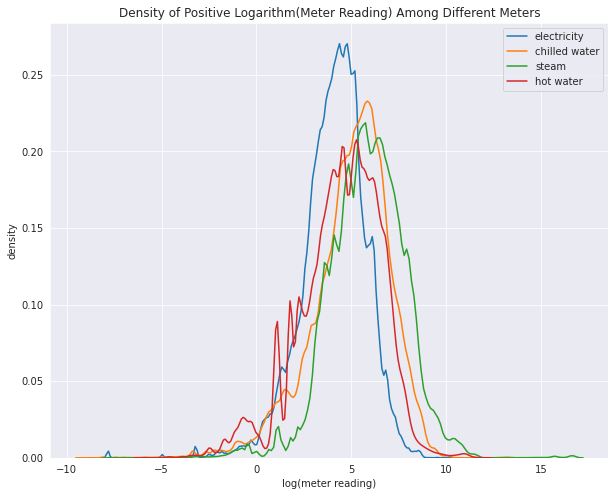 Density of Positive Logarithm(Meter Reading) Among Different Meters
electricity
chilled water
steam
hot water
0.25
0.20
0.15
0.10
0.05
0.00
density
−10
−5
0
5
10
15
log(meter reading)